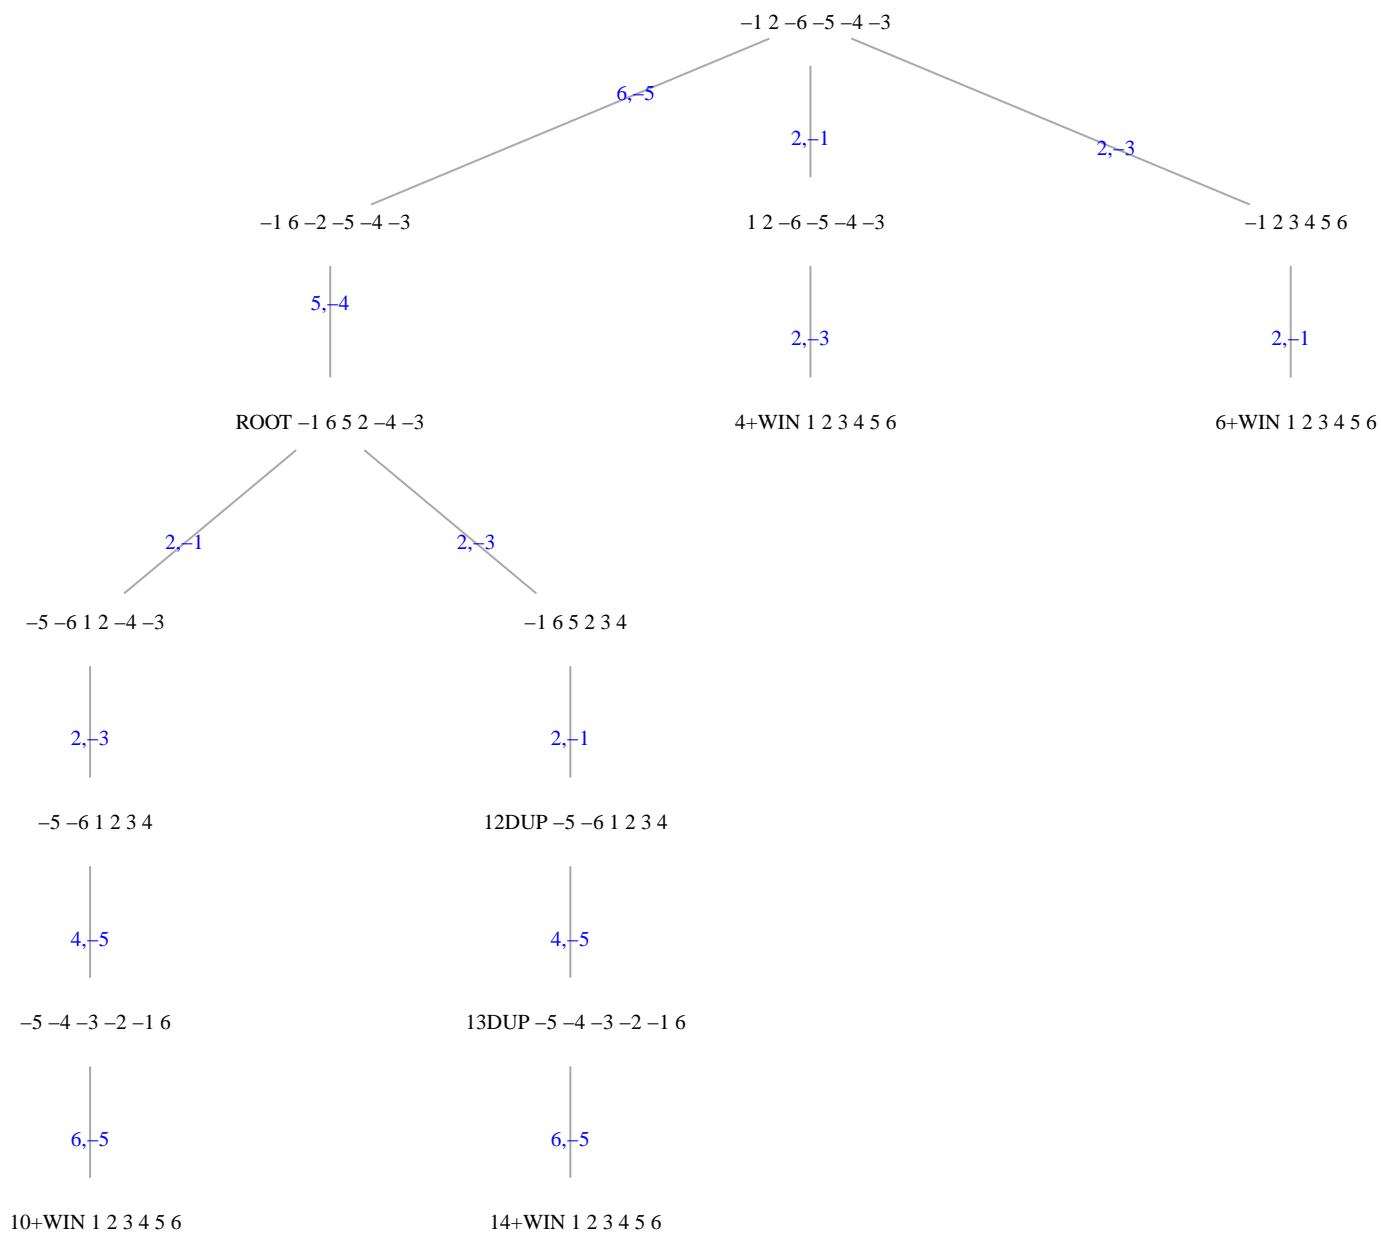 –1 2 –6 –5 –4 –3
6,–5
2,–1
2,–3
–1 6 –2 –5 –4 –3
1 2 –6 –5 –4 –3
–1 2 3 4 5 6
5,–4
2,–3
2,–1
ROOT –1 6 5 2 –4 –3
4+WIN 1 2 3 4 5 6
6+WIN 1 2 3 4 5 6
2,–1
2,–3
–5 –6 1 2 –4 –3
–1 6 5 2 3 4
2,–3
2,–1
–5 –6 1 2 3 4
12DUP –5 –6 1 2 3 4
4,–5
4,–5
–5 –4 –3 –2 –1 6
13DUP –5 –4 –3 –2 –1 6
6,–5
6,–5
10+WIN 1 2 3 4 5 6
14+WIN 1 2 3 4 5 6